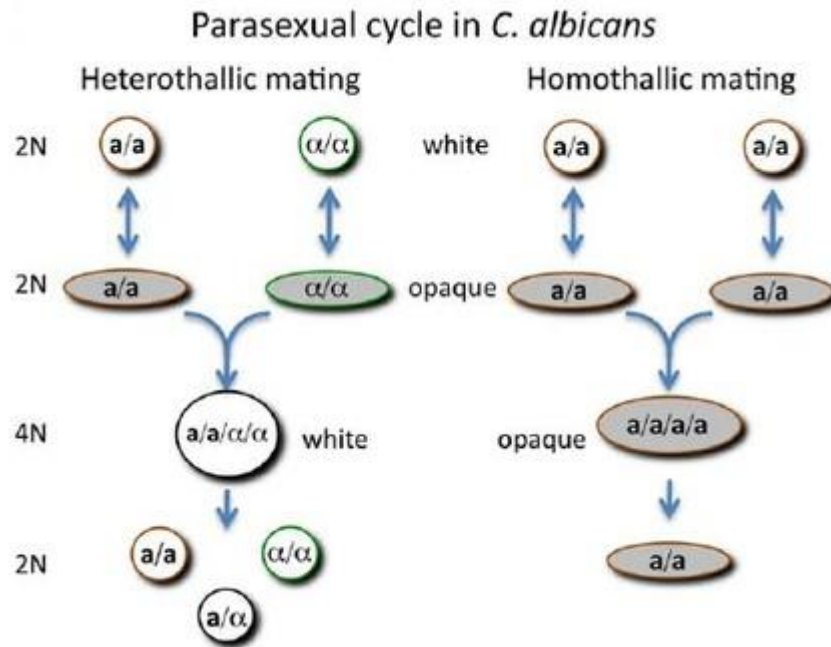 Parasexual cycle in C. albicans
Heterothallic mating Homothallic mating
2N a/a α/α white a/a a/a
2N a/a α/α opaque a/a a/a
4N a/a/α/α white opaque a/a/a/a
2N a/a α/α a/a
a/α